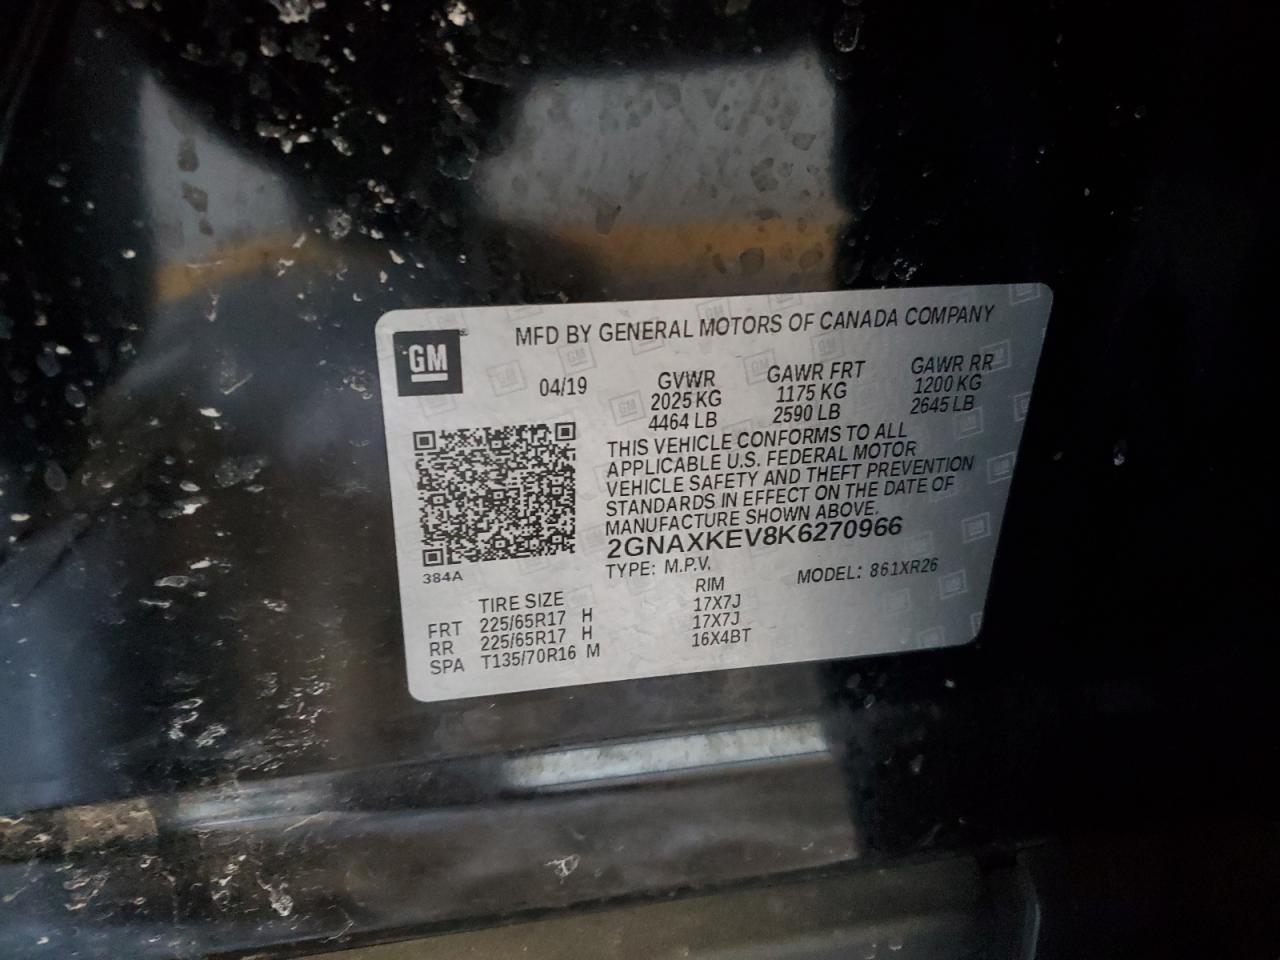 GM®
MFD BY GENERAL MOTORS OF CANADA COMPANY
04/19
GVWR GAWR FRT GAWR RR
2025 KG 1175 KG 1200 KG
4464 LB 2590 LB 2645 LB
THIS VEHICLE CONFORMS TO ALL
APPLICABLE U.S. FEDERAL MOTOR
VEHICLE SAFETY AND THEFT PREVENTION
STANDARDS IN EFFECT ON THE DATE OF
MANUFACTURE SHOWN ABOVE.
2GNAXKEV8K6270966
TYPE: M.P.V. MODEL: 861XR26
384A
TIRE SIZE RIM
FRT 225/65R17 H 17X7J
RR 225/65R17 H 17X7J
SPA T135/70R16 M 16X4BT